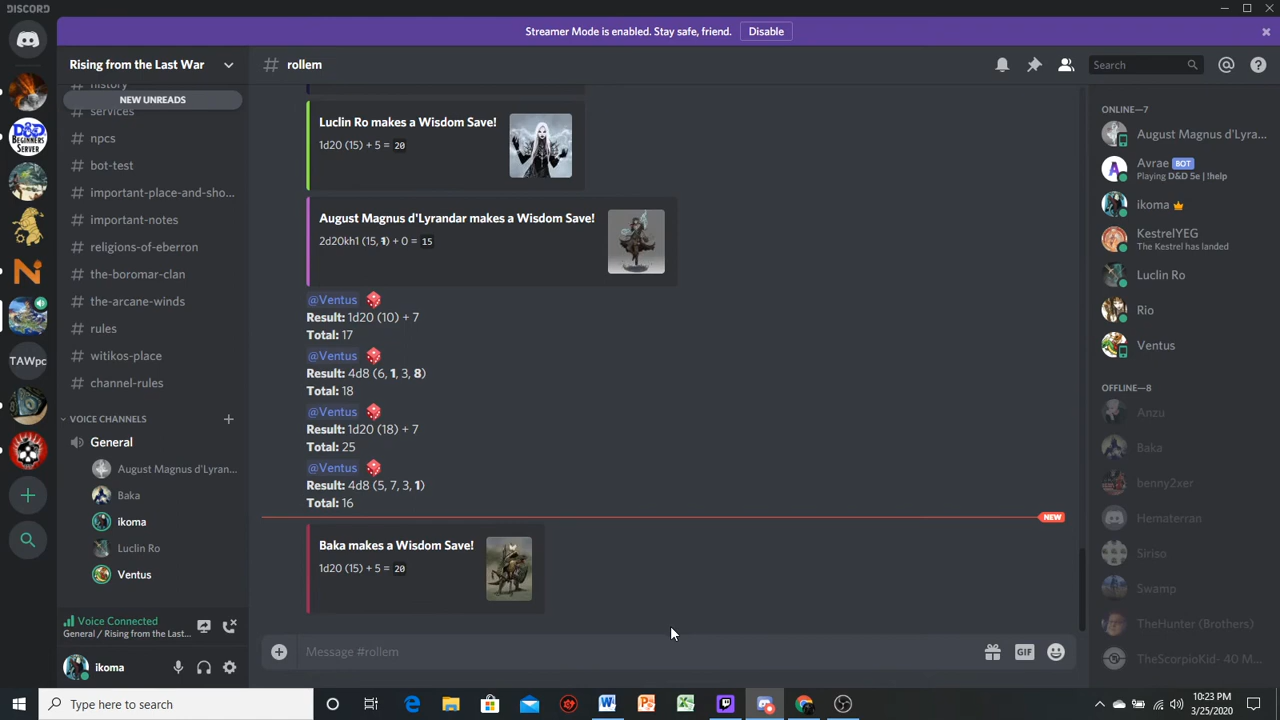 DISCORD
Streamer Mode is enabled. Stay safe, friend. Disable
Rising from the Last War
# rollem
Search
history
NEW UNREADS
services
# npcs
# bot-test
# important-place-and-sho...
# important-notes
# religions-of-eberron
# the-boromar-clan
# the-arcane-winds
# rules
# witikos-place
# channel-rules
VOICE CHANNELS
General
August Magnus d'Lyran...
Baka
ikoma
Luclin Ro
Ventus
Voice Connected
General / Rising from the Last...
ikoma
D&D
BEGINNERS
SERVER
TAWpc
Luclin Ro makes a Wisdom Save!
1d20 (15) + 5 = 20
August Magnus d'Lyrandar makes a Wisdom Save!
2d20kh1 (15, 1) + 0 = 15
@Ventus
Result: 1d20 (10) + 7
Total: 17
@Ventus
Result: 4d8 (6, 1, 3, 8)
Total: 18
@Ventus
Result: 1d20 (18) + 7
Total: 25
@Ventus
Result: 4d8 (5, 7, 3, 1)
Total: 16
NEW
Baka makes a Wisdom Save!
1d20 (15) + 5 = 20
Message #rollem
GIF
ONLINE—7
August Magnus d'Lyra...
Avrae BOT
Playing D&D 5e | !help
ikoma
KestrelYEG
The Kestrel has landed
Luclin Ro
Rio
Ventus
OFFLINE—8
Anzu
Baka
benny2xer
Hematerran
Siriso
Swamp
TheHunter (Brothers)
TheScorpioKid- 40 M...
Type here to search
10:23 PM
3/25/2020